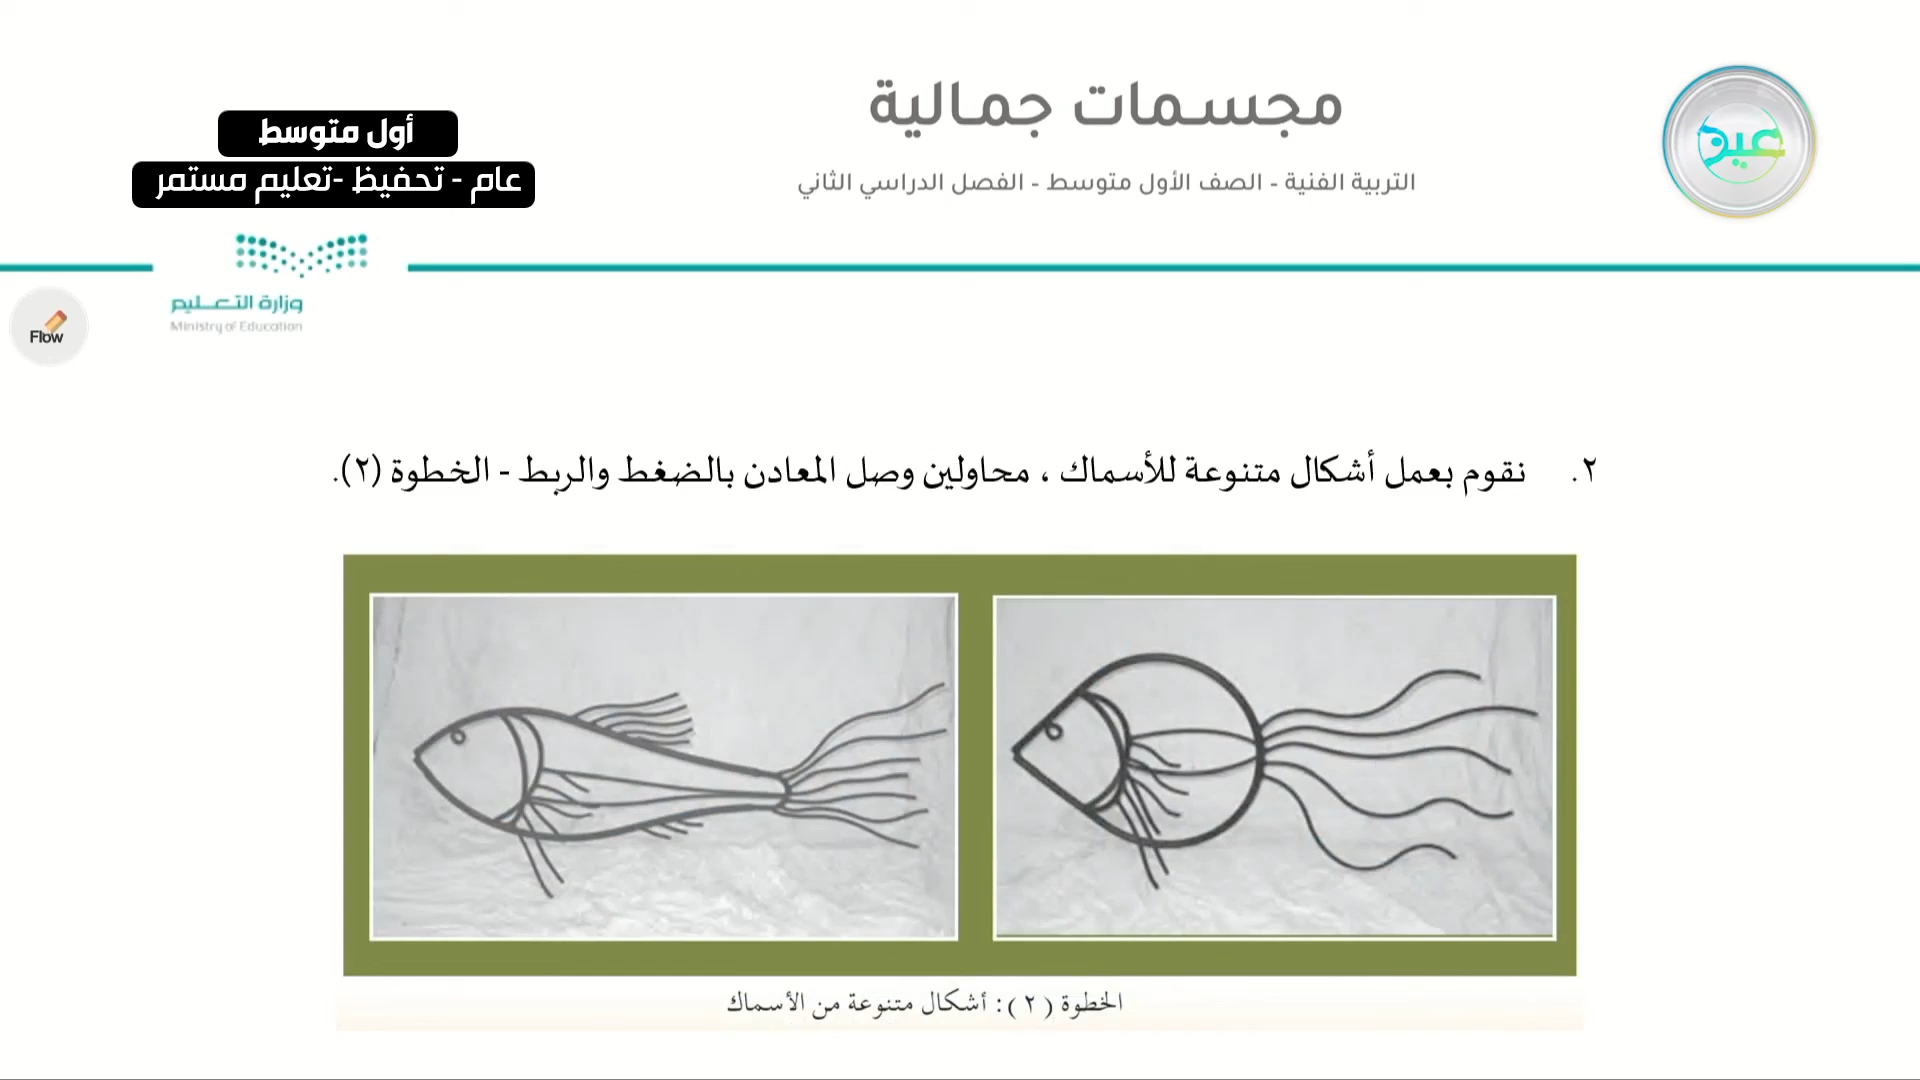 مجسمات جمالية
التربية الفنية - الصف الأول متوسط - الفصل الدراسي الثاني
عين
أول متوسط
عام - تحفيظ -تعليم مستمر
وزارة التعليم
Ministry of Education
Flow
٢. نقوم بعمل أشكال متنوعة للأسماك ، محاولين وصل المعادن بالضغط والربط - الخطوة (٢).
الخطوة ( ٢ ): أشكال متنوعة من الأسماك